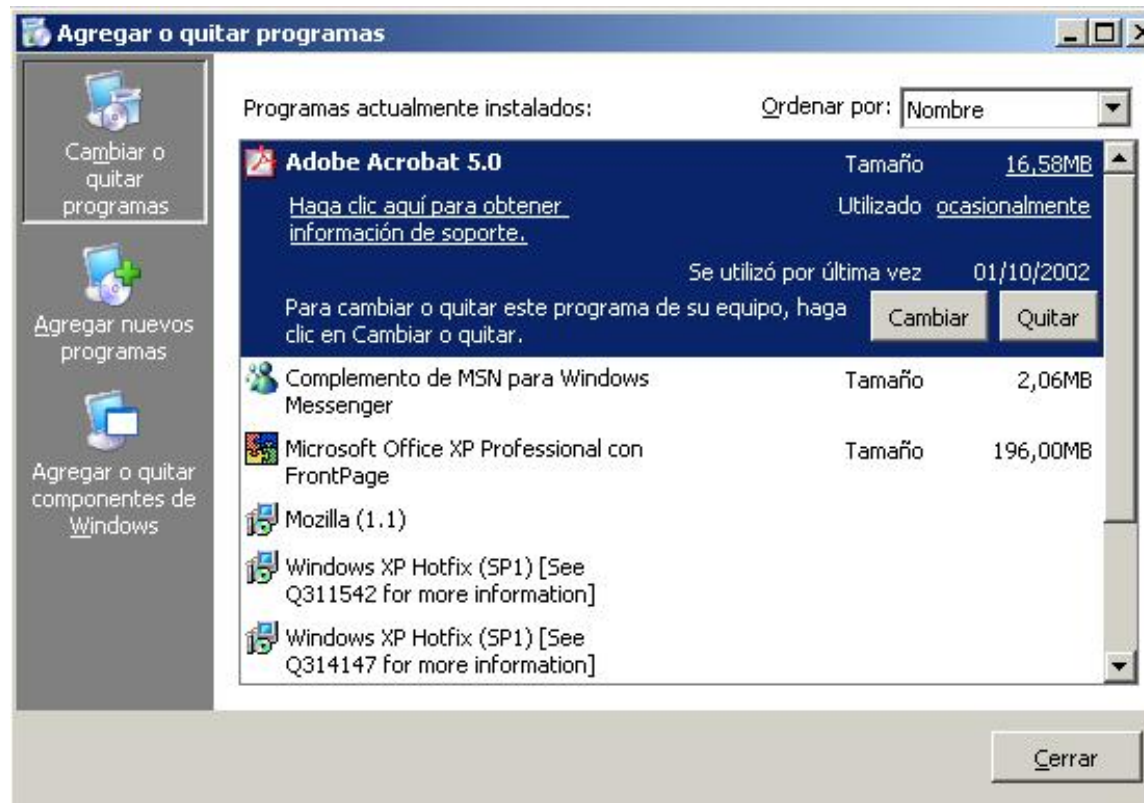 Agregar o quitar programas
Cambiar o
quitar
programas
Agregar nuevos
programas
Agregar o quitar
componentes de
Windows
Programas actualmente instalados:
Ordenar por: Nombre
Adobe Acrobat 5.0 Tamaño 16,58MB
Haga clic aquí para obtener Utilizado ocasionalmente
información de soporte.
Se utilizó por última vez 01/10/2002
Para cambiar o quitar este programa de su equipo, haga
clic en Cambiar o quitar.
Cambiar Quitar
Complemento de MSN para Windows Tamaño 2,06MB
Messenger
Microsoft Office XP Professional con Tamaño 196,00MB
FrontPage
Mozilla (1.1)
Windows XP Hotfix (SP1) [See
Q311542 for more information]
Windows XP Hotfix (SP1) [See
Q314147 for more information]
Cerrar